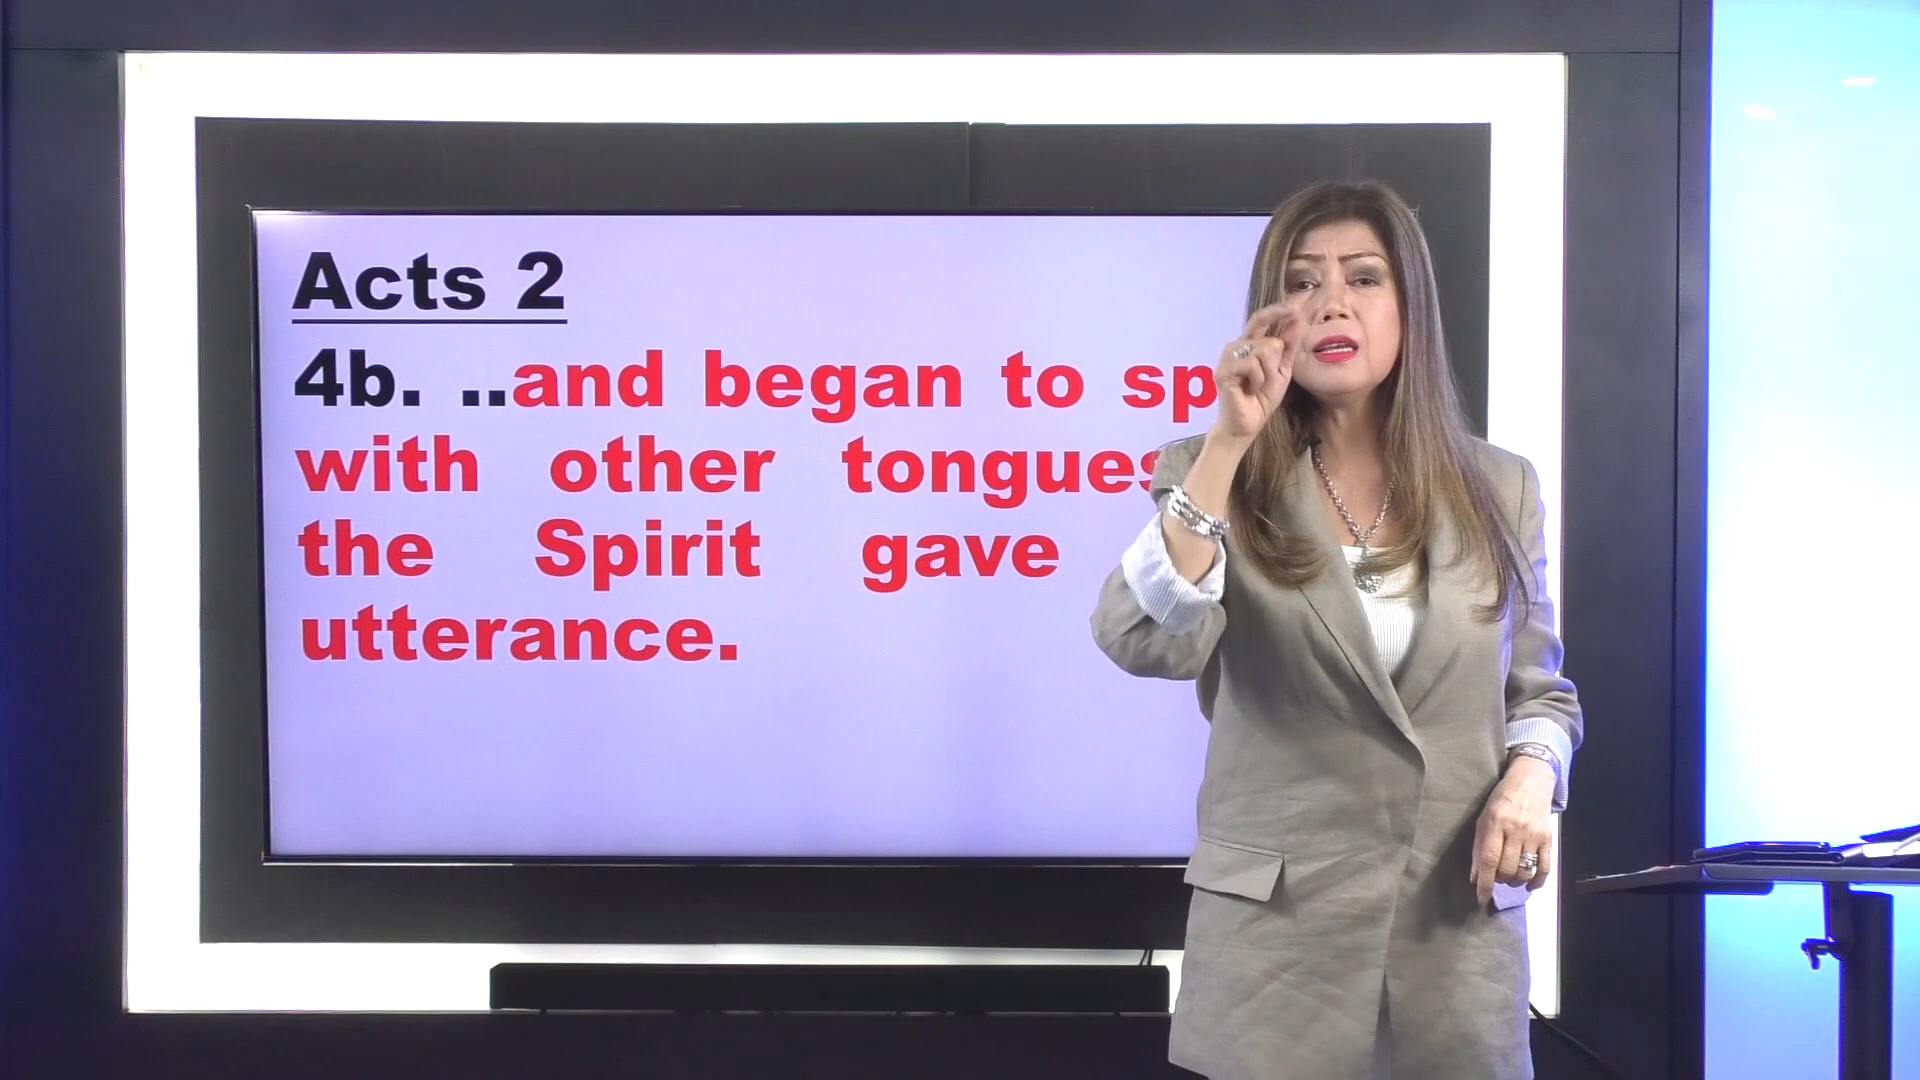 Acts 2
4b. ..and began to sp
with other tongues
the Spirit gave
utterance.